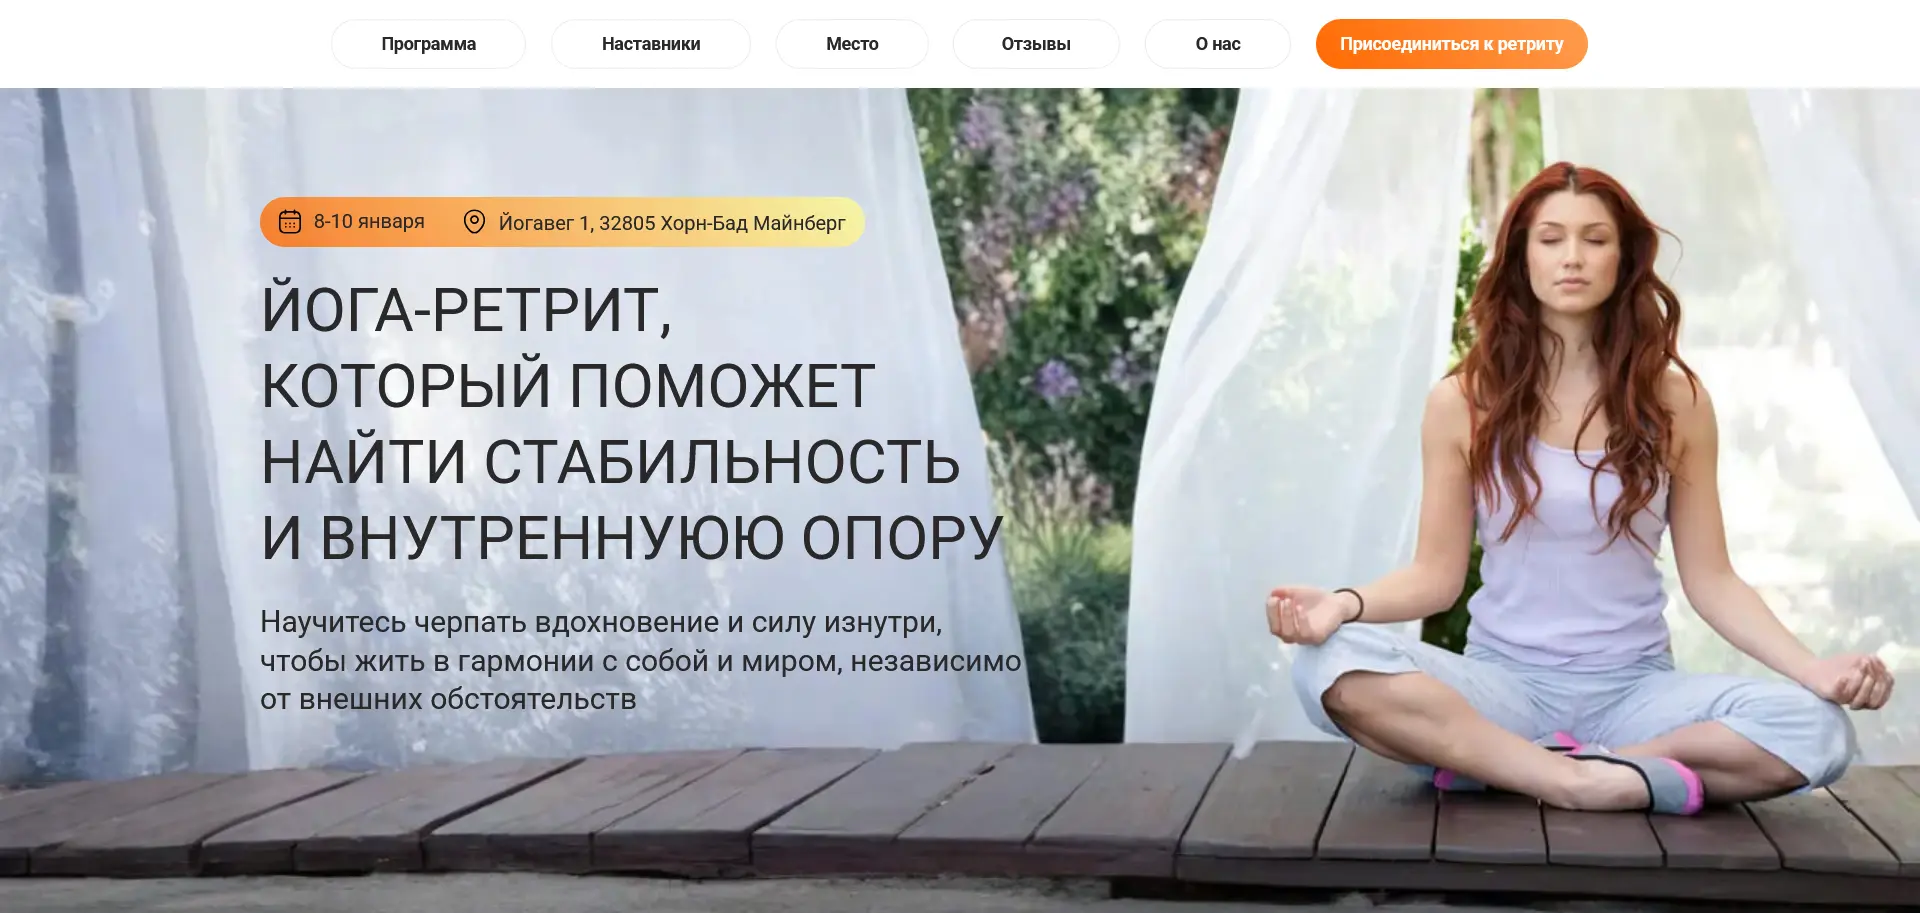 Программа
Наставники
Место
Отзывы
О нас
Присоединиться к ретриту
8-10 января
Йогавег 1, 32805 Хорн-Бад Майнберг
ЙОГА-РЕТРИТ,
КОТОРЫЙ ПОМОЖЕТ
НАЙТИ СТАБИЛЬНОСТЬ
И ВНУТРЕННУЮЮ ОПОРУ
Научитесь черпать вдохновение и силу изнутри,
чтобы жить в гармонии с собой и миром, независимо
от внешних обстоятельств